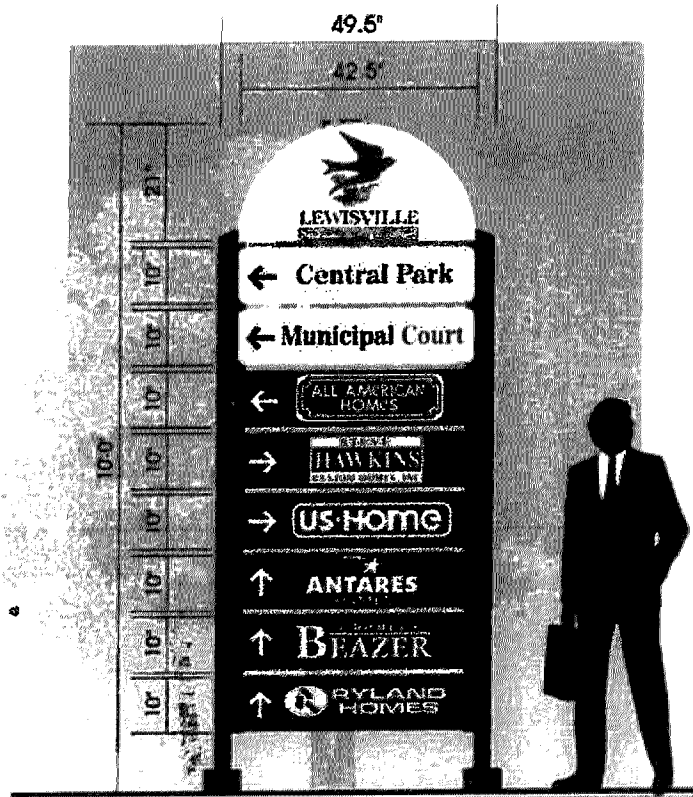 49.5"
42.5"
21"
LEWISVILLE
10"
← Central Park
10"
← Municipal Court
10"
← ALL AMERICAN
HOMES
10'0"
10"
→ HAWKINS
10"
→ US·Home
10"
↑ ANTARES
10"
↑ BEAZER
10"
↑ RYLAND
HOMES